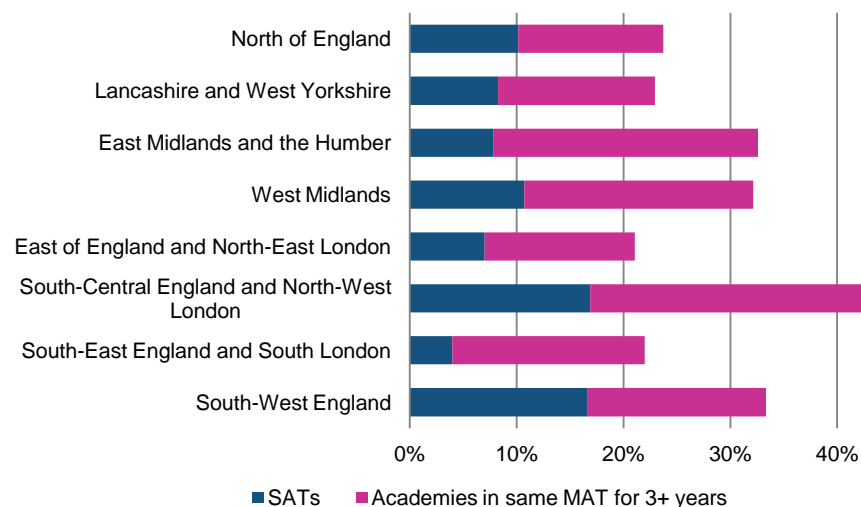 North of England
Lancashire and West Yorkshire
East Midlands and the Humber
West Midlands
East of England and North-East London
South-Central England and North-West
London
South-East England and South London
South-West England
0% 10% 20% 30% 40%
SATs Academies in same MAT for 3+ years